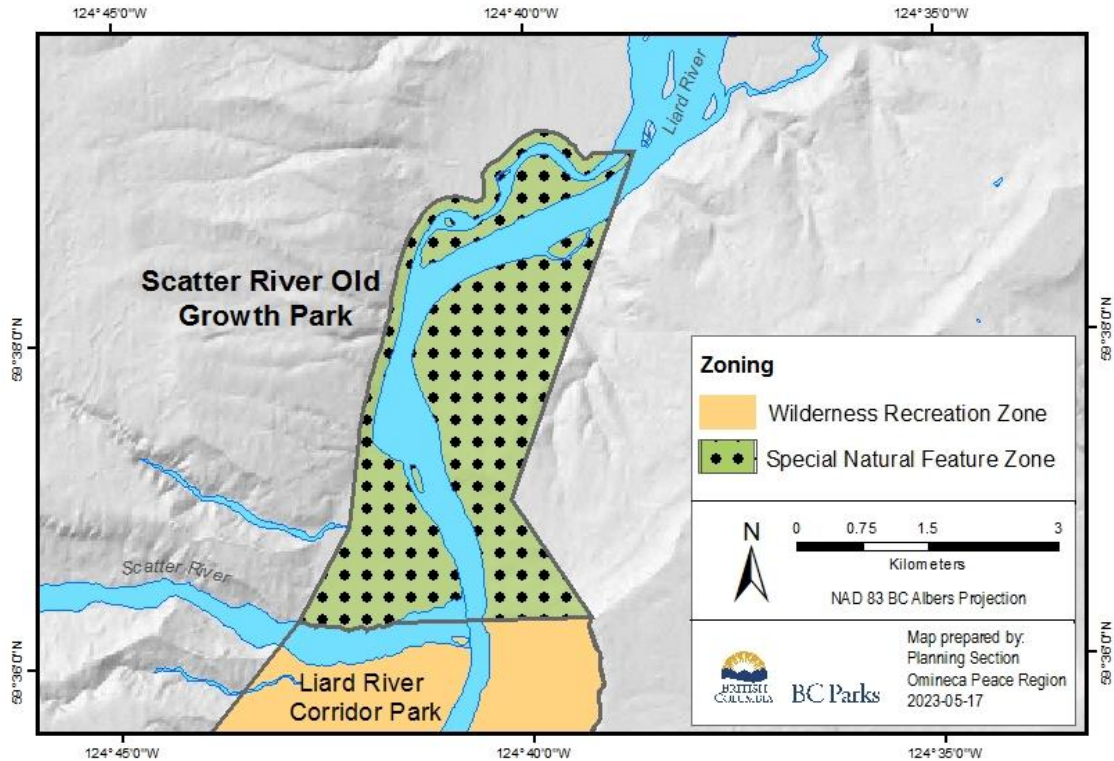 124°45'0"W
124°40'0"W
124°35'0"W
Liard River
Scatter River Old
Growth Park
59°38'0"N
59°38'0"N
Zoning
Wilderness Recreation Zone
Special Natural Feature Zone
N
0 0.75 1.5 3
Kilometers
NAD 83 BC Albers Projection
Scatter River
59°36'0"N
59°36'0"N
Liard River
Corridor Park
BRITISH
COLUMBIA
BC Parks
Map prepared by:
Planning Section
Omineca Peace Region
2023-05-17
124°45'0"W
124°40'0"W
124°35'0"W